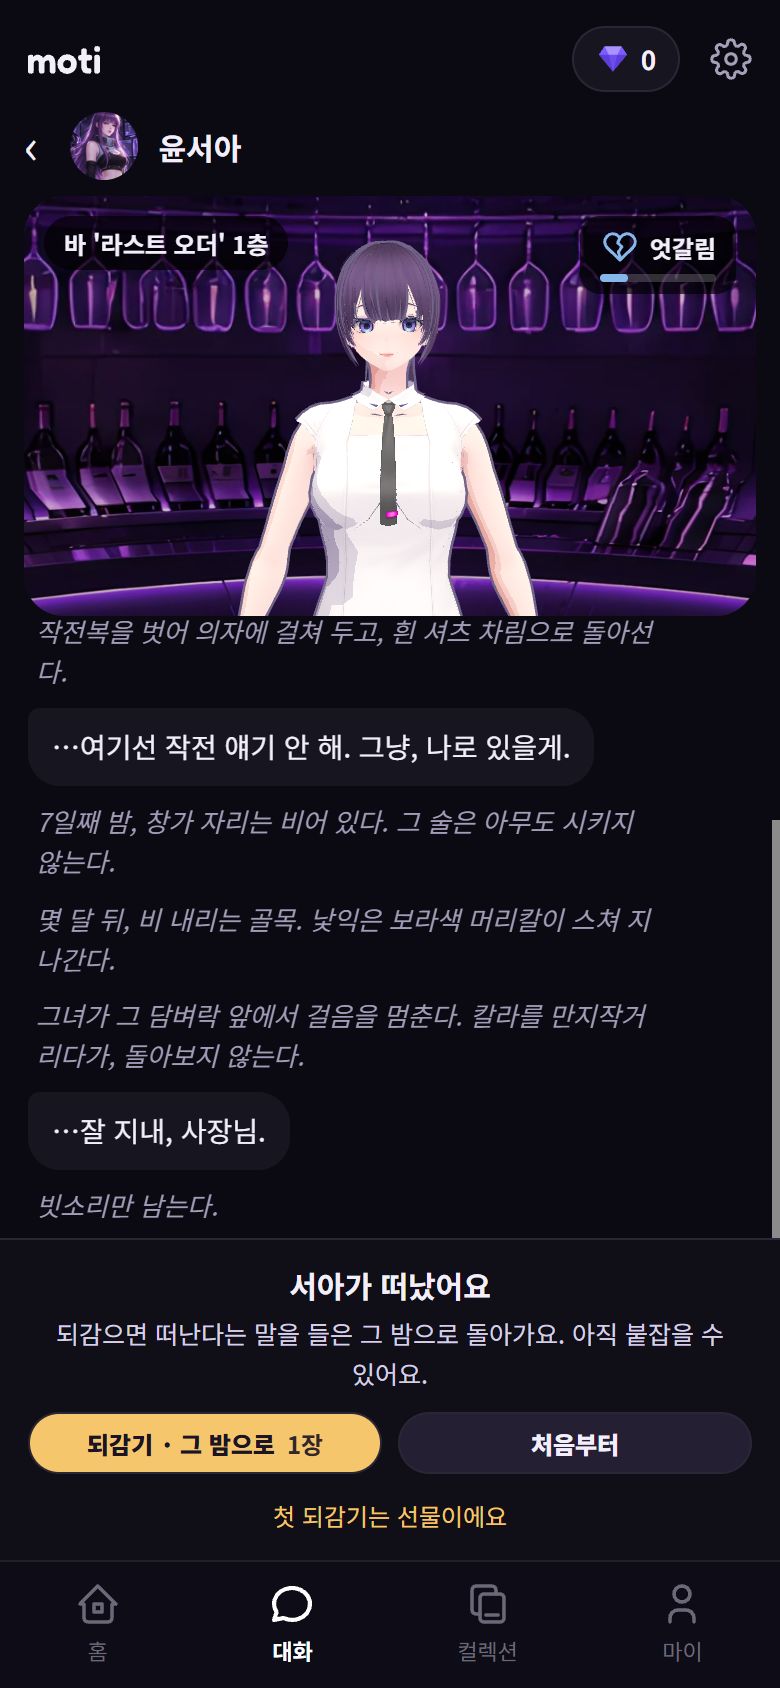 moti
0
윤서아
바 '라스트 오더' 1층
엇갈림
작전복을 벗어 의자에 걸쳐 두고, 흰 셔츠 차림으로 돌아선
다.
…여기선 작전 얘기 안 해. 그냥, 나로 있을게.
7일째 밤, 창가 자리는 비어 있다. 그 술은 아무도 시키지
않는다.
몇 달 뒤, 비 내리는 골목. 낯익은 보라색 머리칼이 스쳐 지
나간다.
그녀가 그 담벼락 앞에서 걸음을 멈춘다. 칼라를 만지작거
리다가, 돌아보지 않는다.
…잘 지내, 사장님.
빗소리만 남는다.
서아가 떠났어요
되감으면 떠난다는 말을 들은 그 밤으로 돌아가요. 아직 붙잡을 수
있어요.
되감기 · 그 밤으로 1장
처음부터
첫 되감기는 선물이에요
홈
대화
컬렉션
마이